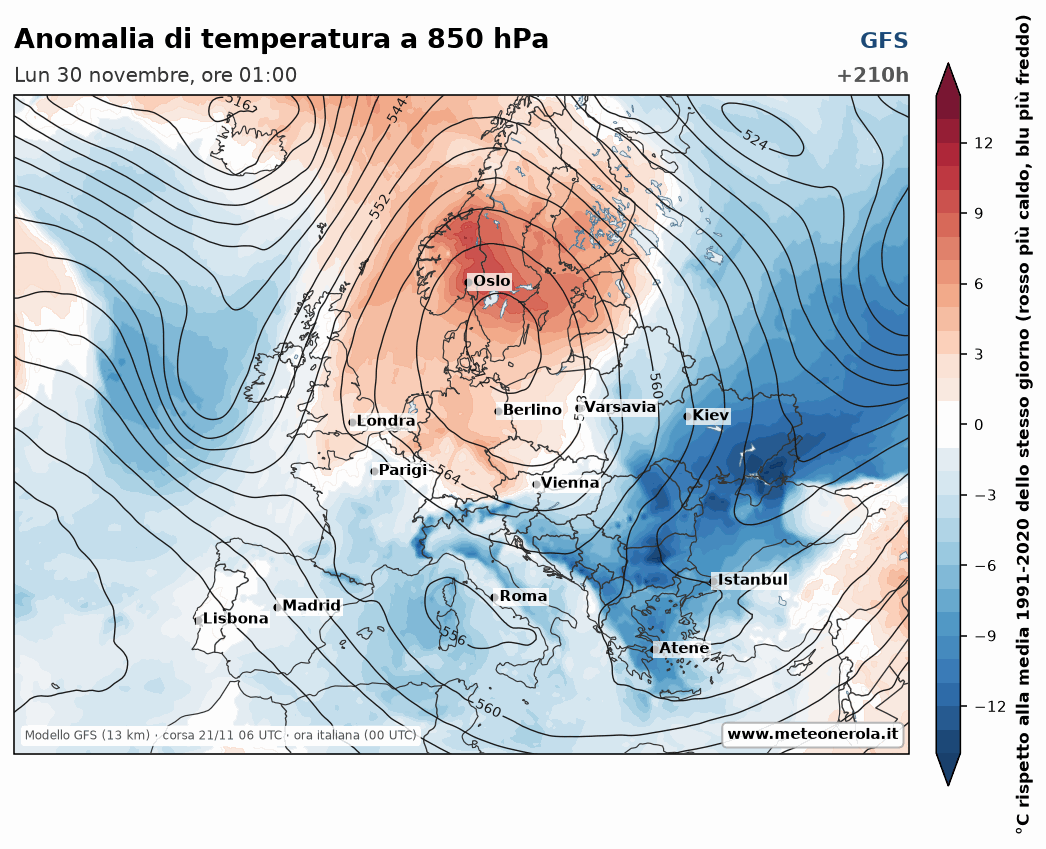 Anomalia di temperatura a 850 hPa
GFS
Lun 30 novembre, ore 01:00
+210h
516
544
524
552
Oslo
560
Berlino
Varsavia
Kiev
Londra
Parigi
564
Vienna
Istanbul
Roma
Madrid
Lisbona
556
Atene
560
Modello GFS (13 km) · corsa 21/11 06 UTC · ora italiana (00 UTC)
www.meteonerola.it
12
9
6
3
0
−3
−6
−9
−12
°C rispetto alla media 1991-2020 dello stesso giorno (rosso più caldo, blu più freddo)